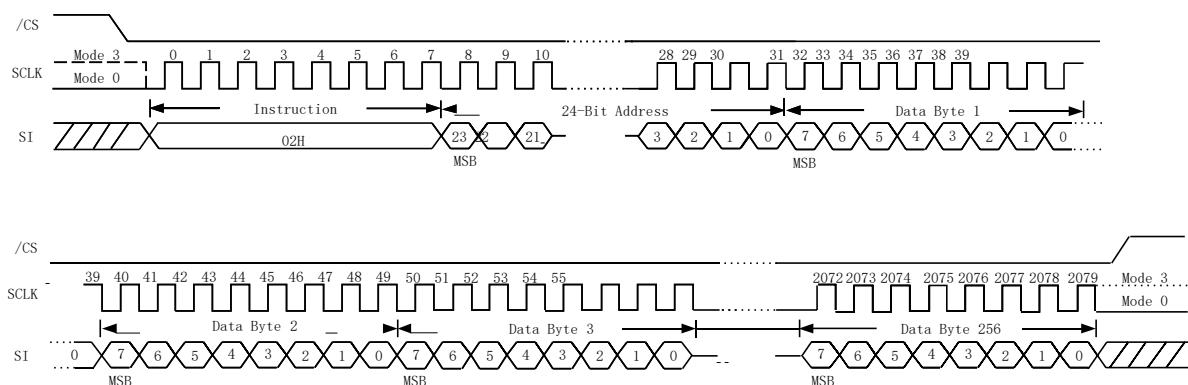 /CS
Mode 3 0 1 2 3 4 5 6 7 8 9 10 28 29 30 31 32 33 34 35 36 37 38 39
SCLK
Mode 0
Instruction 24-Bit Address Data Byte 1
SI 02H 23 21 3 2 1 0 7 6 5 4 3 2 1 0
MSB MSB
/CS
39 40 41 42 43 44 45 46 47 48 49 50 51 52 53 54 55 2072 2073 2074 2075 2076 2077 2078 2079 Mode 3
SCLK
Mode 0
Data Byte 2 Data Byte 3 Data Byte 256
SI 0 7 6 5 4 3 2 1 0 7 6 5 4 3 2 1 0 7 6 5 4 3 2 1 0
MSB MSB MSB